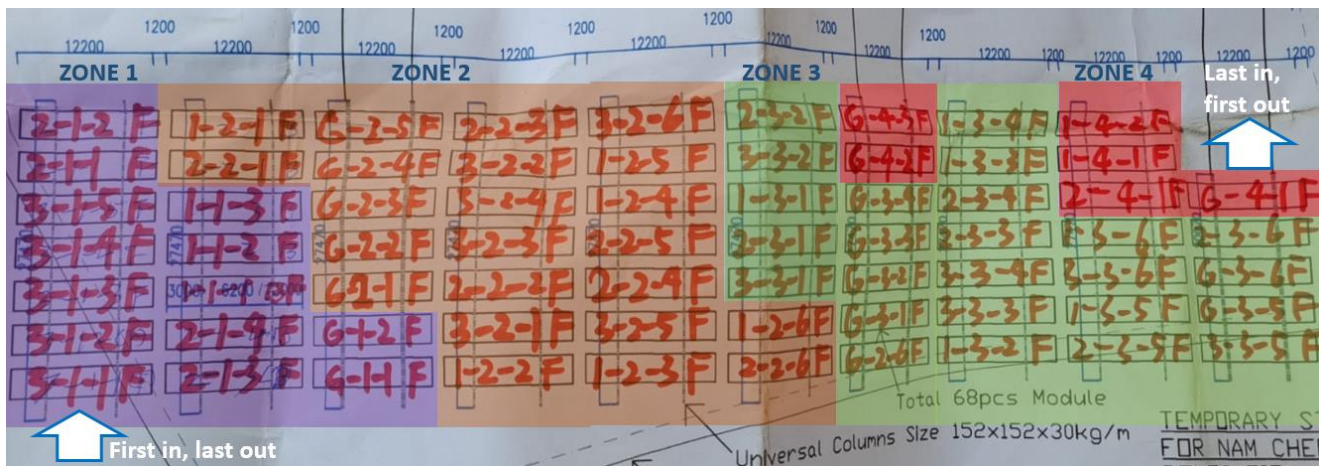 1200 1200 1200 1200 1200 1200 1200 1200
12200 12200 12200 12200 12200 12200 12200 12200 12200
ZONE 1 ZONE 2 ZONE 3 ZONE 4
Last in,
first out
2-1-2 F 1-2-1 F G-2-5 F 2-2-3 F 3-2-6 F 2-3-2 F G-4-3F 1-3-4 F 1-4-2 F
2-1-1 F 2-2-1 F G-2-4 F 3-2-2 F 1-2-5 F 3-3-2 F G-4-2F 1-3-3 F 1-4-1 F
3-1-5 F 1-1-3 F G-2-3 F 3-2-4 F 1-2-4 F 1-3-1 F G-3-4 F 2-3-4 F 2-4-1 F G-4-1F
3-1-4 F 1-1-2 F G-2-2 F 3-2-3 F 2-2-5 F 2-3-1 F G-3-3 F 2-3-3 F 1-3-6 F 2-3-6 F
3-1-3 F G-2-1 F 2-2-2 F 2-2-4 F 3-3-1 F G-3-2 F 3-3-4 F 3-3-6 F G-3-6 F
3-1-2 F 2-1-4 F G-1-2 F 3-2-1 F 3-2-5 F 1-2-6 F G-3-1 F 3-3-3 F 1-3-5 F G-3-5 F
3-1-1 F 2-1-3 F G-1-1 F 1-2-2 F 1-2-3 F 2-2-6 F G-2-6 F 1-3-2 F 2-3-5 F 3-3-5 F
First in, last out
Total 68pcs Module
Universal Columns Size 152x152x30kg/m
TEMPORARY
FOR NAM